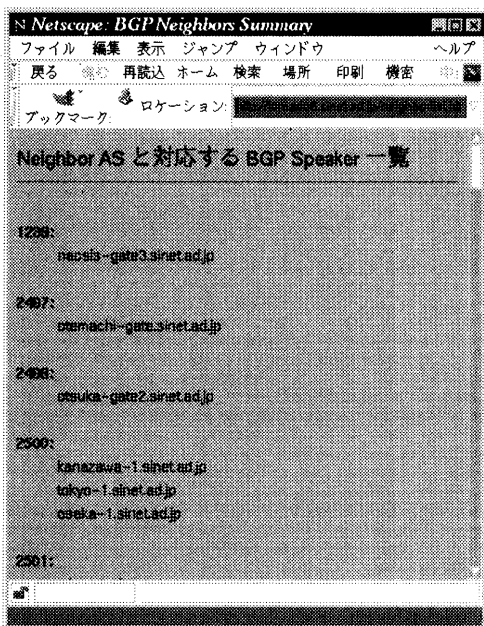 Netscape: BGP Neighbors Summary
ファイル 編集 表示 ジャンプ ウィンドウ ヘルプ
戻る 再読込 ホーム 検索 場所 印刷 機密
ブックマーク: ロケーション:
Neighbor AS と対応する BGP Speaker 一覧
1239:
nacsis-gate3.sinet.ad.jp
2497:
otemachi-gate.sinet.ad.jp
otsuka-gate2.sinet.ad.jp
2500:
kanazawa-1.sinet.ad.jp
tokyo-1.sinet.ad.jp
osaka-1.sinet.ad.jp
2501: